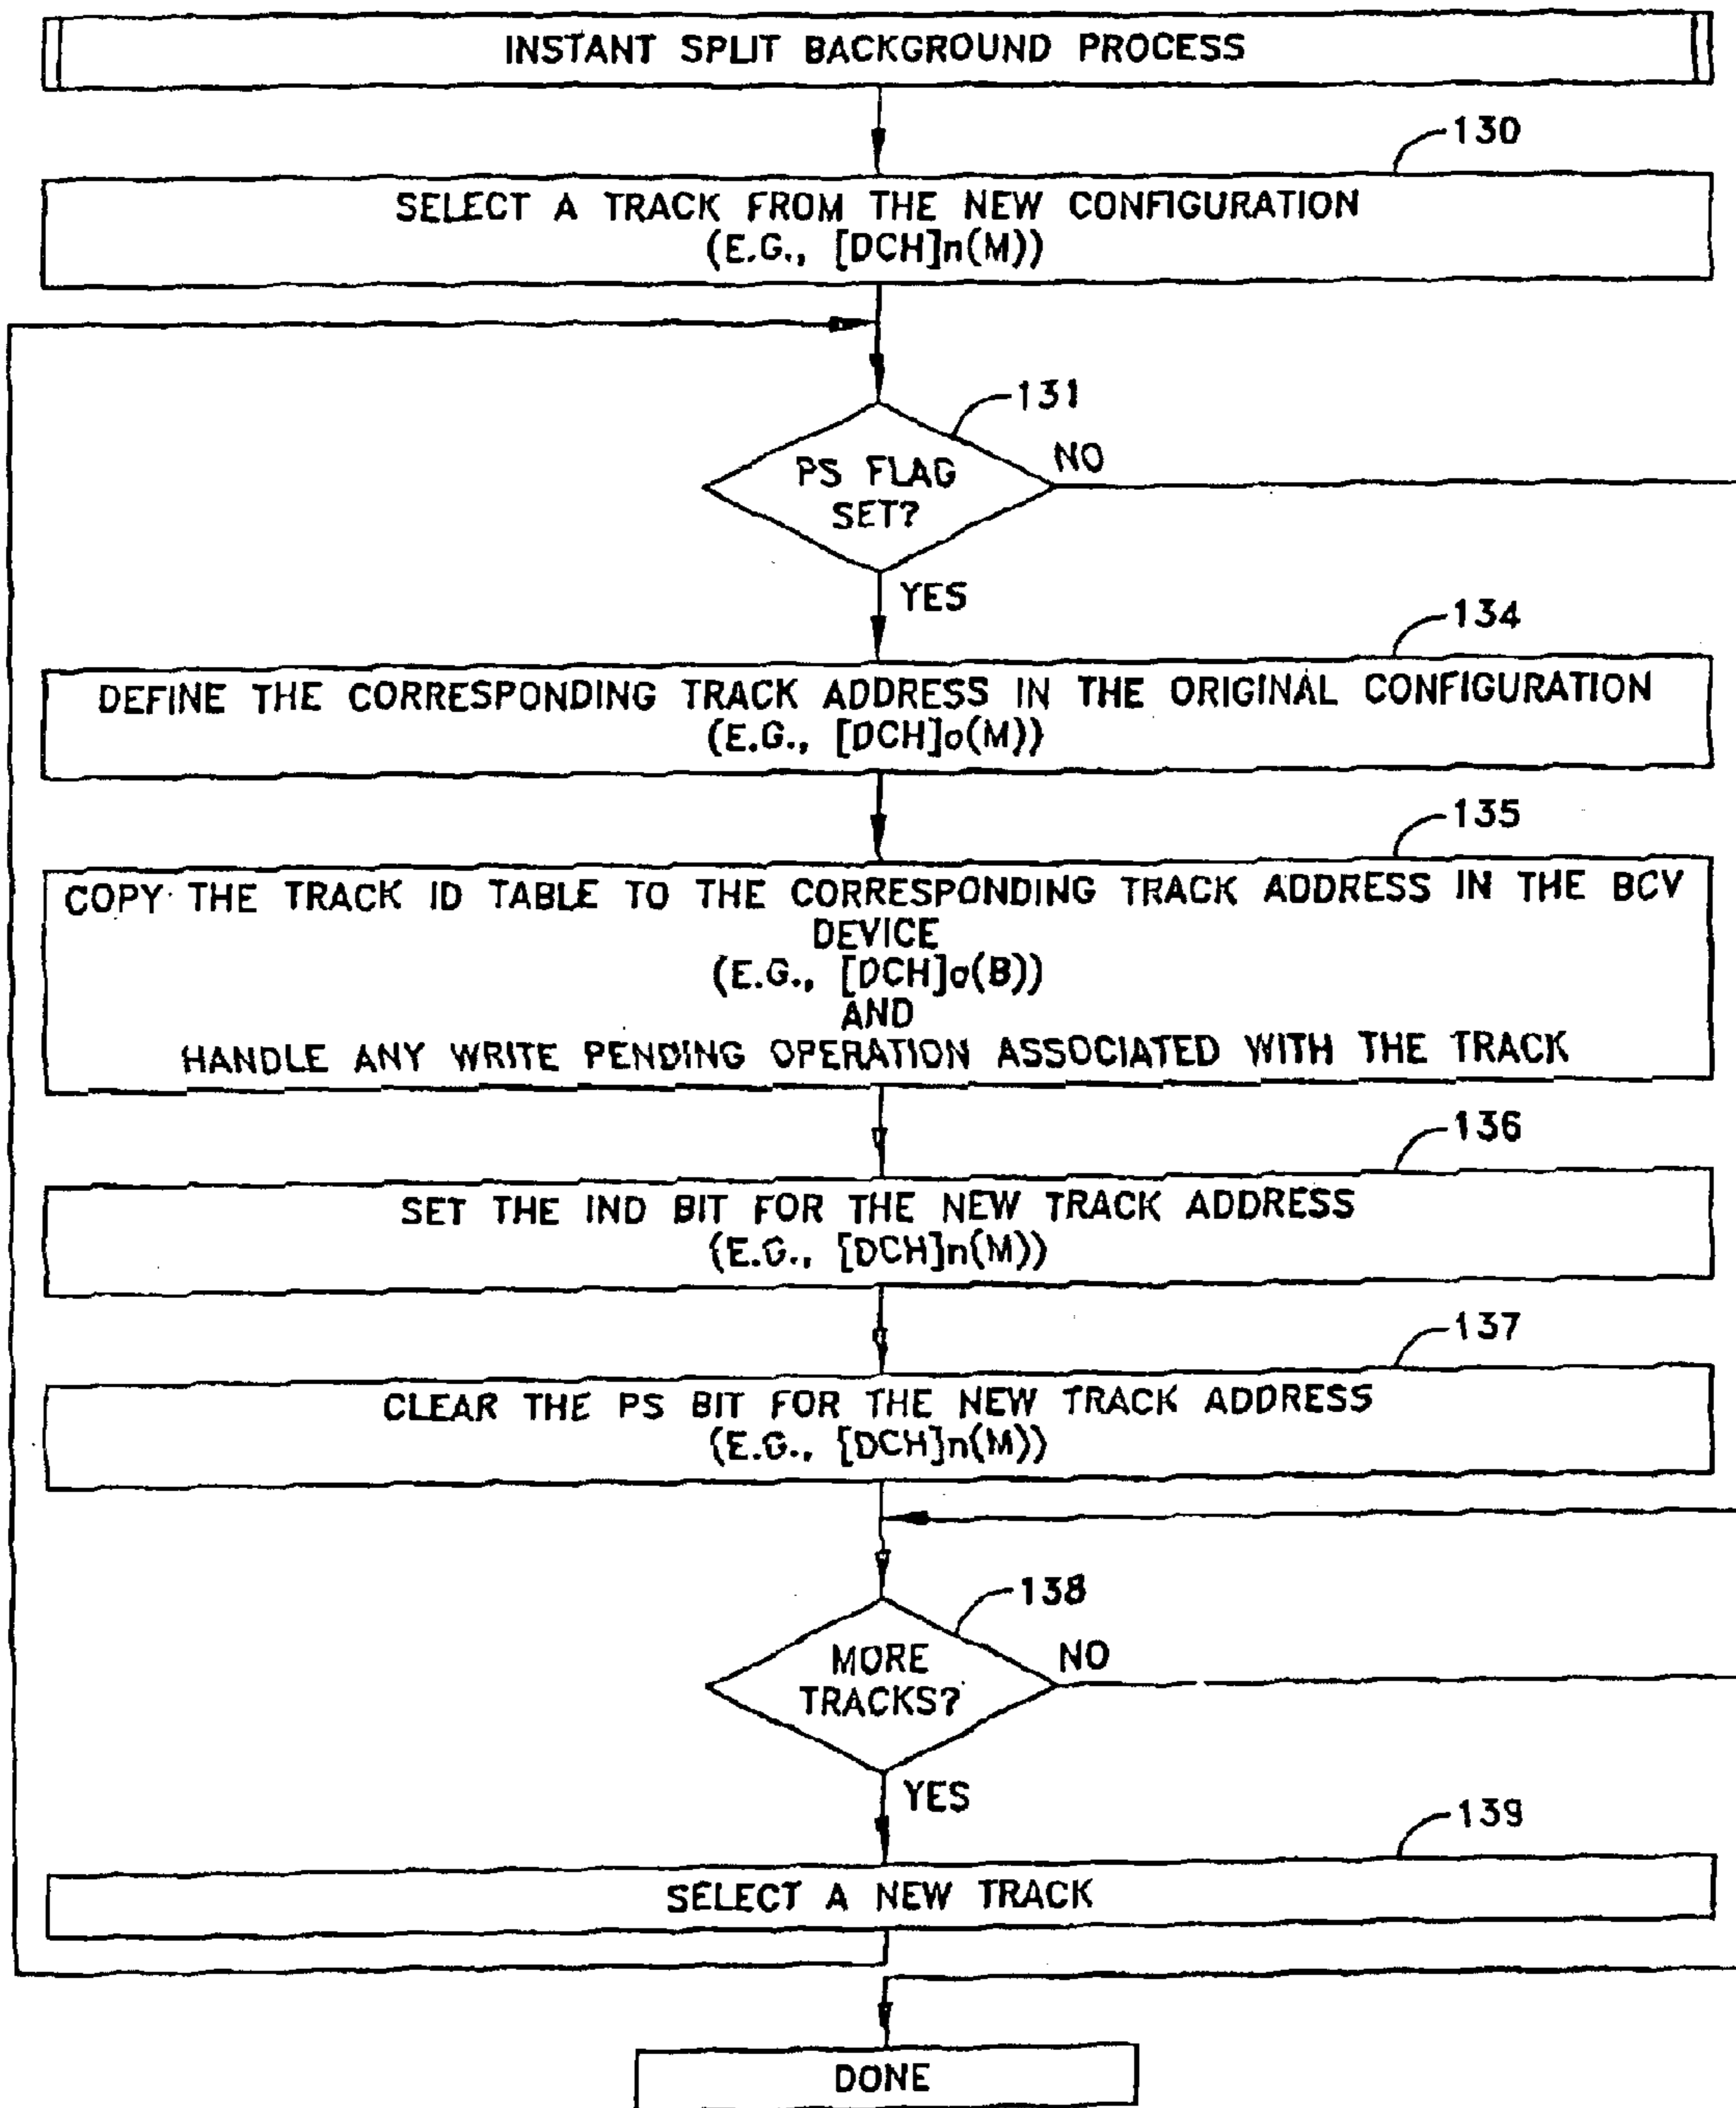 INSTANT SPLIT BACKGROUND PROCESS
130
SELECT A TRACK FROM THE NEW CONFIGURATION
(E.G., [DCH]n(M))
131
PS FLAG
SET?
NO
YES
134
DEFINE THE CORRESPONDING TRACK ADDRESS IN THE ORIGINAL CONFIGURATION
(E.G., [DCH]o(M))
135
COPY THE TRACK ID TABLE TO THE CORRESPONDING TRACK ADDRESS IN THE BCV
DEVICE
(E.G., [DCH]o(B))
AND
HANDLE ANY WRITE PENDING OPERATION ASSOCIATED WITH THE TRACK
136
SET THE IND BIT FOR THE NEW TRACK ADDRESS
(E.G., [DCH]n(M))
137
CLEAR THE PS BIT FOR THE NEW TRACK ADDRESS
(E.G., [DCH]n(M))
138
MORE
TRACKS?
NO
YES
139
SELECT A NEW TRACK
DONE